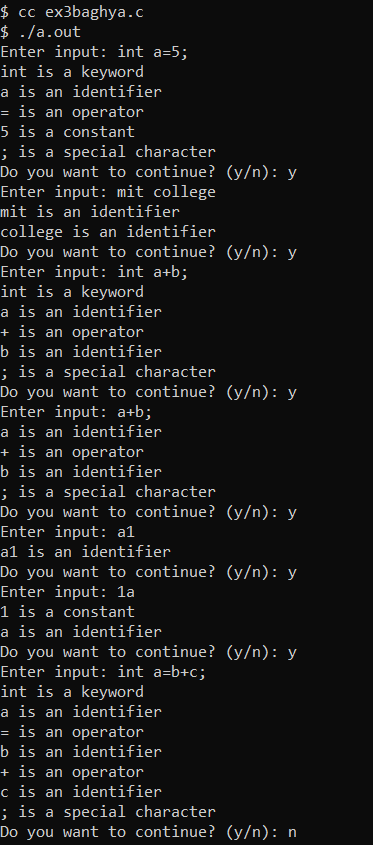 $ cc ex3baghya.c
$ ./a.out
Enter input: int a=5;
int is a keyword
a is an identifier
= is an operator
5 is a constant
; is a special character
Do you want to continue? (y/n): y
Enter input: mit college
mit is an identifier
college is an identifier
Do you want to continue? (y/n): y
Enter input: int a+b;
int is a keyword
a is an identifier
+ is an operator
b is an identifier
; is a special character
Do you want to continue? (y/n): y
Enter input: a+b;
a is an identifier
+ is an operator
b is an identifier
; is a special character
Do you want to continue? (y/n): y
Enter input: a1
a1 is an identifier
Do you want to continue? (y/n): y
Enter input: 1a
1 is a constant
a is an identifier
Do you want to continue? (y/n): y
Enter input: int a=b+c;
int is a keyword
a is an identifier
= is an operator
b is an identifier
+ is an operator
c is an identifier
; is a special character
Do you want to continue? (y/n): n